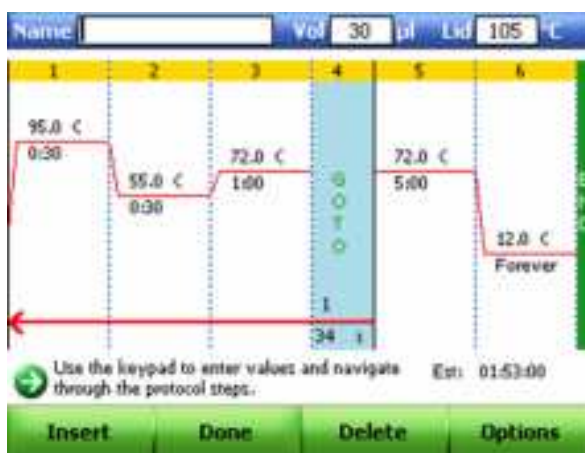 Name Vol 30 µl Lid 105 °C
1 2 3 4 5 6
95.0 C
0:30
55.0 C
0:30
72.0 C
1:00
GOTO
1
34 x
72.0 C
5:00
12.0 C
Forever
Use the keypad to enter values and navigate
through the protocol steps.
Est: 01:53:00
Insert Done Delete Options